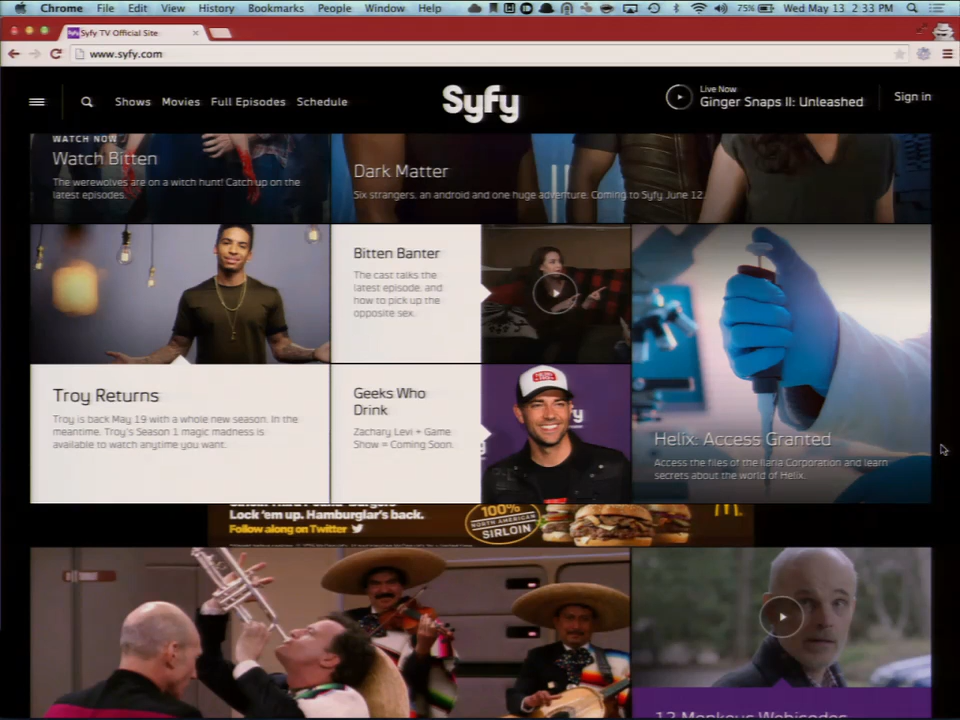 Chrome File Edit View History Bookmarks People Window Help 75% Wed May 13 2:33 PM
Syfy TV Official Site
www.syfy.com
Shows Movies Full Episodes Schedule
Syfy
Live Now
Ginger Snaps II: Unleashed
Sign in
WATCH NOW
Watch Bitten
The werewolves are on a witch hunt! Catch up on the
latest episodes.
Dark Matter
Six strangers, an android and one huge adventure. Coming to Syfy June 12.
Bitten Banter
The cast talks the
latest episode, and
how to pick up the
opposite sex.
Troy Returns
Troy is back May 19 with a whole new season. In the
meantime, Troy's Season 1 magic madness is
available to watch anytime you want.
Geeks Who
Drink
Zachary Levi + Game
Show = Coming Soon.
Helix: Access Granted
Access the files of the Ilaria Corporation and learn
secrets about the world of Helix.
Lock 'em up. Hamburglar's back.
Follow along on Twitter
100%
NORTH AMERICAN
SIRLOIN
12 Monkeys Webisodes